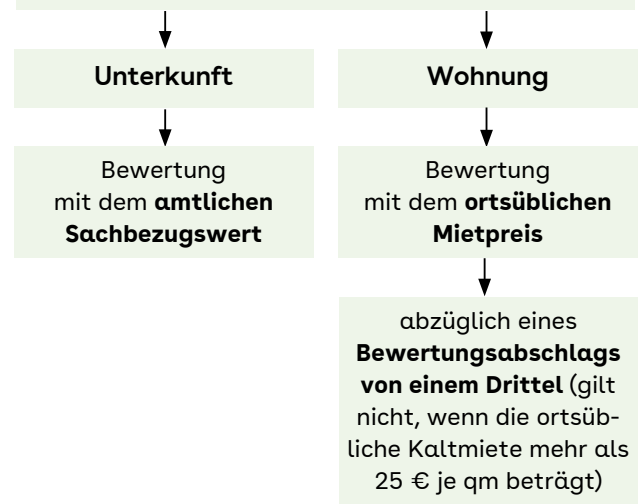 Unterkunft
Wohnung
Bewertung
mit dem amtlichen
Sachbezugswert
Bewertung
mit dem ortsüblichen
Mietpreis
abzüglich eines
Bewertungsabschlags
von einem Drittel (gilt
nicht, wenn die ortsüb-
liche Kaltmiete mehr als
25 € je qm beträgt)